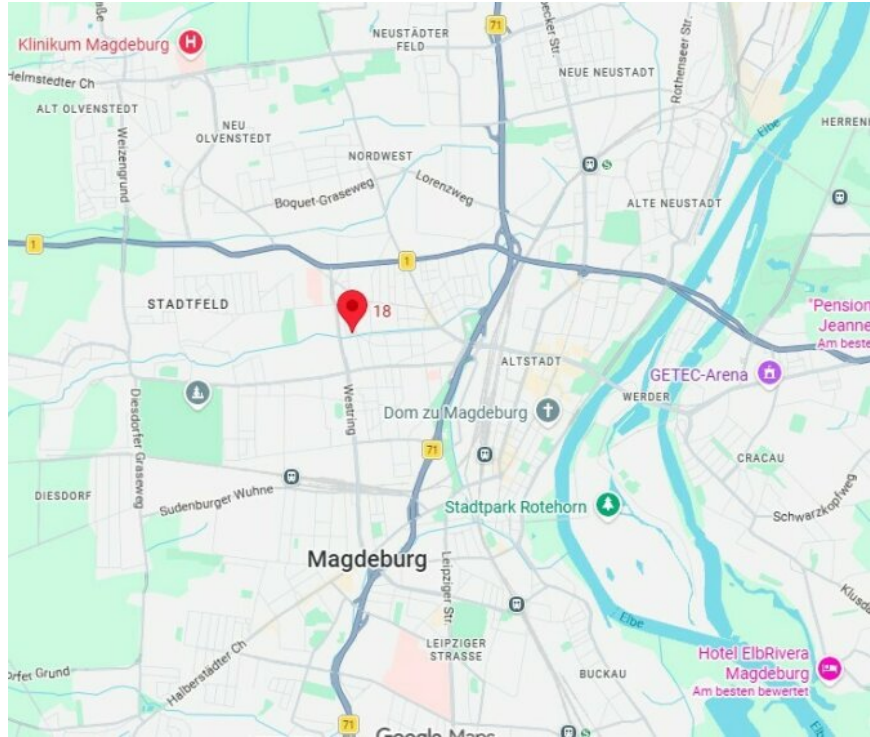 71
NEUSTÄDTER
FELD
Klinikum Magdeburg
H
Helmstedter Ch
NEUE NEUSTADT
Rothenseer Str.
ALT OLVENSTEDT
NEU
OLVENSTEDT
Weizengrund
Elbe
NORDWEST
Lorenzweg
Boquet-Graseweg
S
ALTE NEUSTADT
1
1
STADTFELD
18
"Pension
Jeanne
Am beste
ALTSTADT
GETEC-Arena
WERDER
Diesdorfer Graseweg
Westring
Dom zu Magdeburg
71
CRACAU
DIESDORF
Sudenburger Wuhne
Stadtpark Rotehorn
Schwarzkopfweg
Magdeburg
Leipziger Str.
Elbe
LEIPZIGER
STRASSE
Halberstädter Ch
BUCKAU
Hotel ElbRivera
Magdeburg
Am besten bewertet
71
Google Maps
S